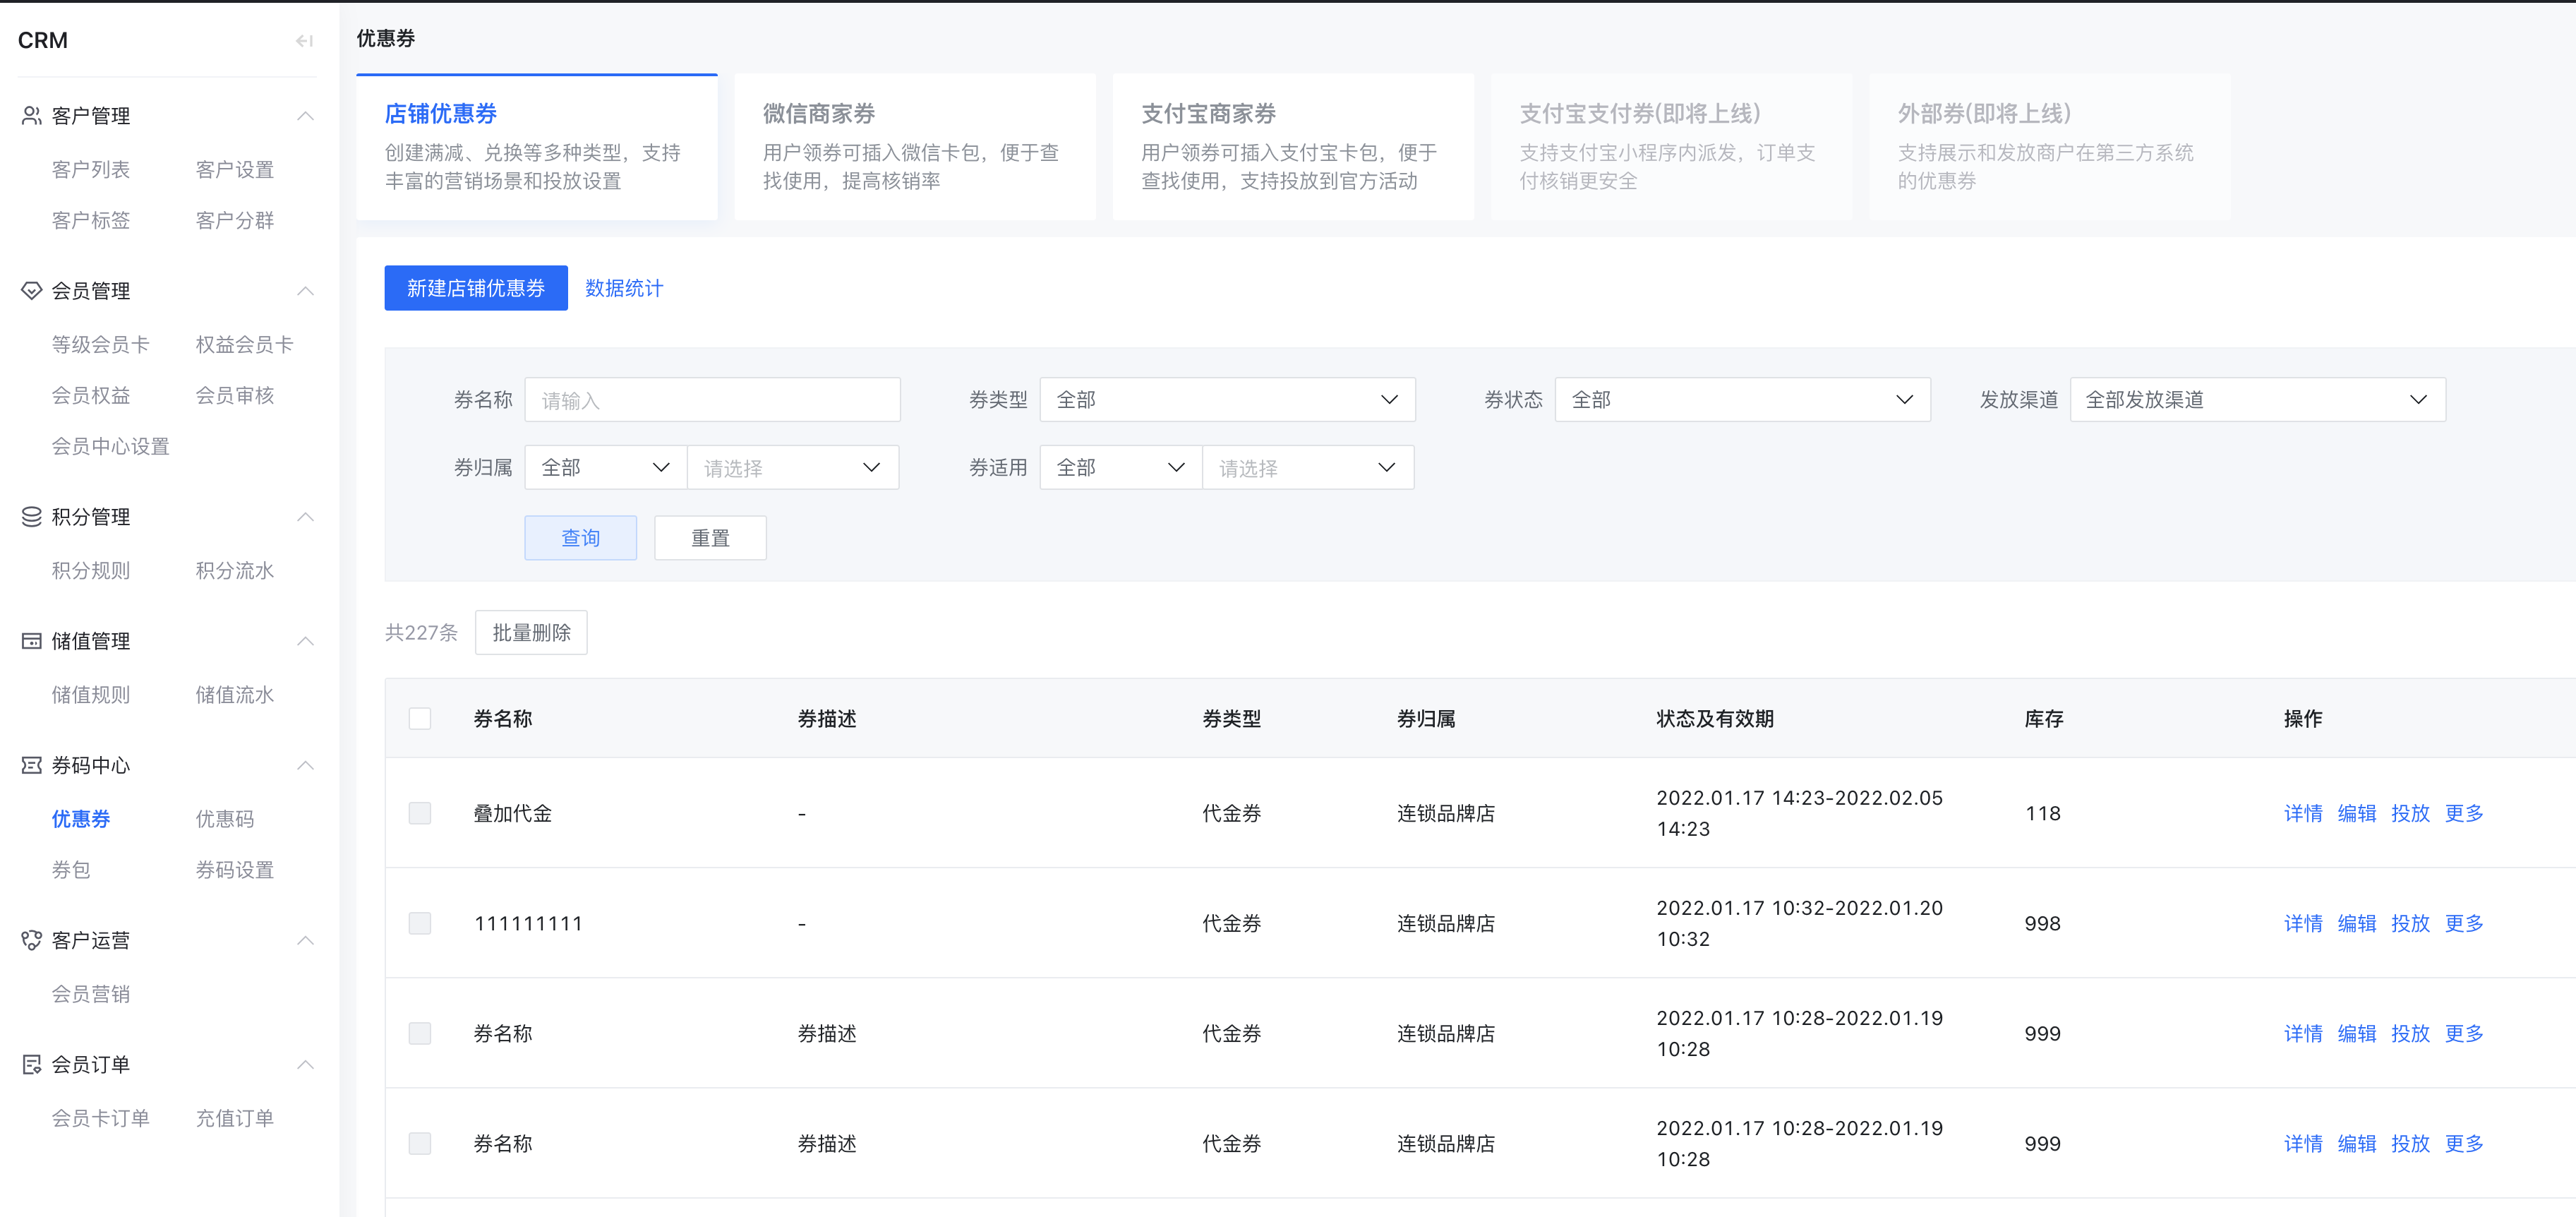 CRM
客户管理
客户列表 客户设置
客户标签 客户分群
会员管理
等级会员卡 权益会员卡
会员权益 会员审核
会员中心设置
积分管理
积分规则 积分流水
储值管理
储值规则 储值流水
券码中心
优惠券 优惠码
券包 券码设置
客户运营
会员营销
会员订单
会员卡订单 充值订单
优惠券
店铺优惠券
创建满减、兑换等多种类型，支持
丰富的营销场景和投放设置
微信商家券
用户领券可插入微信卡包，便于查
找使用，提高核销率
支付宝商家券
用户领券可插入支付宝卡包，便于
查找使用，支持投放到官方活动
支付宝支付券(即将上线)
支持支付宝小程序内派发，订单支
付核销更安全
外部券(即将上线)
支持展示和发放商户在第三方系统
的优惠券
新建店铺优惠券 数据统计
券名称 请输入 券类型 全部 券状态 全部 发放渠道 全部发放渠道
券归属 全部 请选择 券适用 全部 请选择
查询 重置
共227条 批量删除
券名称 券描述 券类型 券归属 状态及有效期 库存 操作
叠加代金 - 代金券 连锁品牌店 2022.01.17 14:23-2022.02.05
14:23 118 详情 编辑 投放 更多
111111111 - 代金券 连锁品牌店 2022.01.17 10:32-2022.01.20
10:32 998 详情 编辑 投放 更多
券名称 券描述 代金券 连锁品牌店 2022.01.17 10:28-2022.01.19
10:28 999 详情 编辑 投放 更多
券名称 券描述 代金券 连锁品牌店 2022.01.17 10:28-2022.01.19
10:28 999 详情 编辑 投放 更多